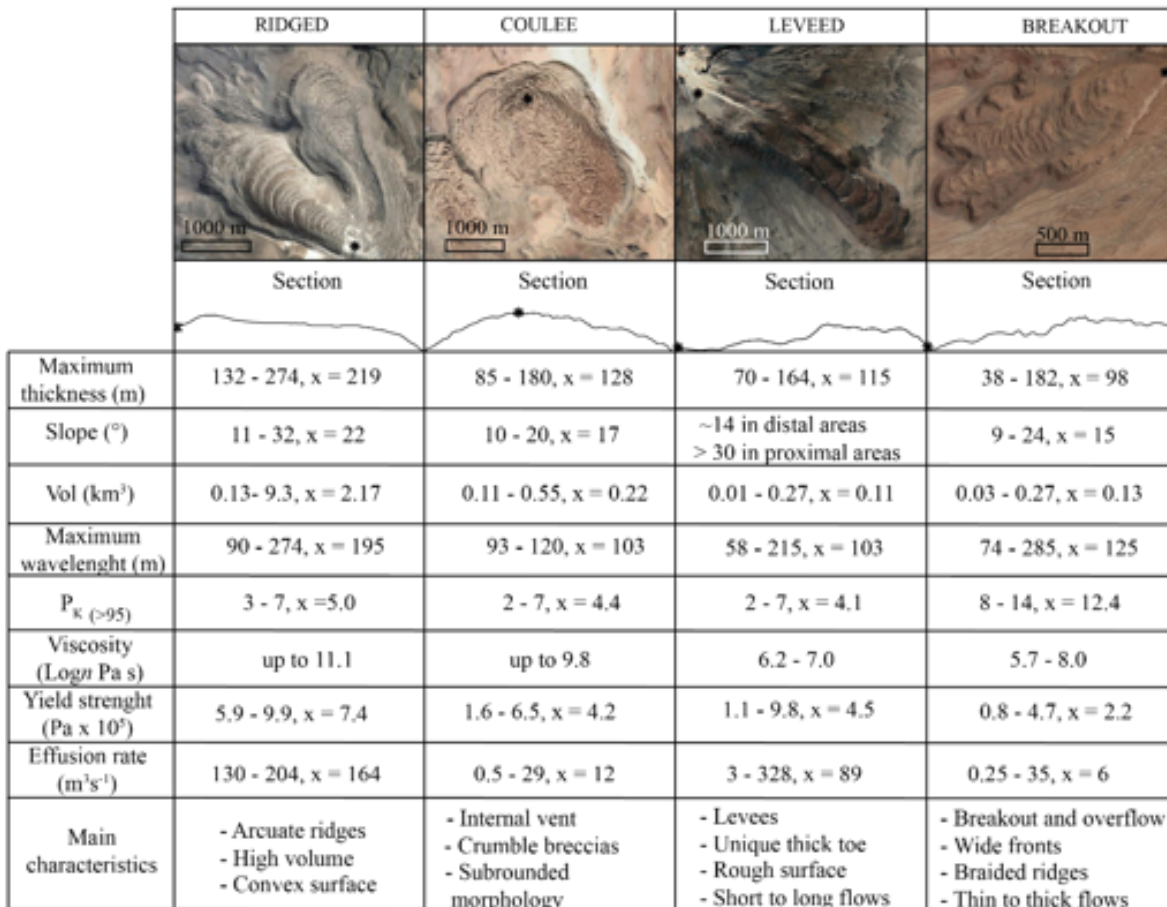 RIDGED COULEE LEVEED BREAKOUT
1000 m 1000 m 1000 m 500 m
Section Section Section Section
Maximum thickness (m) 132 - 274, x = 219 85 - 180, x = 128 70 - 164, x = 115 38 - 182, x = 98
Slope (°) 11 - 32, x = 22 10 - 20, x = 17 ~14 in distal areas > 30 in proximal areas 9 - 24, x = 15
Vol (km³) 0.13- 9.3, x = 2.17 0.11 - 0.55, x = 0.22 0.01 - 0.27, x = 0.11 0.03 - 0.27, x = 0.13
Maximum wavelenght (m) 90 - 274, x = 195 93 - 120, x = 103 58 - 215, x = 103 74 - 285, x = 125
P_K (>95) 3 - 7, x =5.0 2 - 7, x = 4.4 2 - 7, x = 4.1 8 - 14, x = 12.4
Viscosity (Logn Pa s) up to 11.1 up to 9.8 6.2 - 7.0 5.7 - 8.0
Yield strenght (Pa x 10⁵) 5.9 - 9.9, x = 7.4 1.6 - 6.5, x = 4.2 1.1 - 9.8, x = 4.5 0.8 - 4.7, x = 2.2
Effusion rate (m³s⁻¹) 130 - 204, x = 164 0.5 - 29, x = 12 3 - 328, x = 89 0.25 - 35, x = 6
Main characteristics
- Arcuate ridges
- High volume
- Convex surface
- Internal vent
- Crumble breccias
- Subrounded
morphology
- Levees
- Unique thick toe
- Rough surface
- Short to long flows
- Breakout and overflow
- Wide fronts
- Braided ridges
- Thin to thick flows